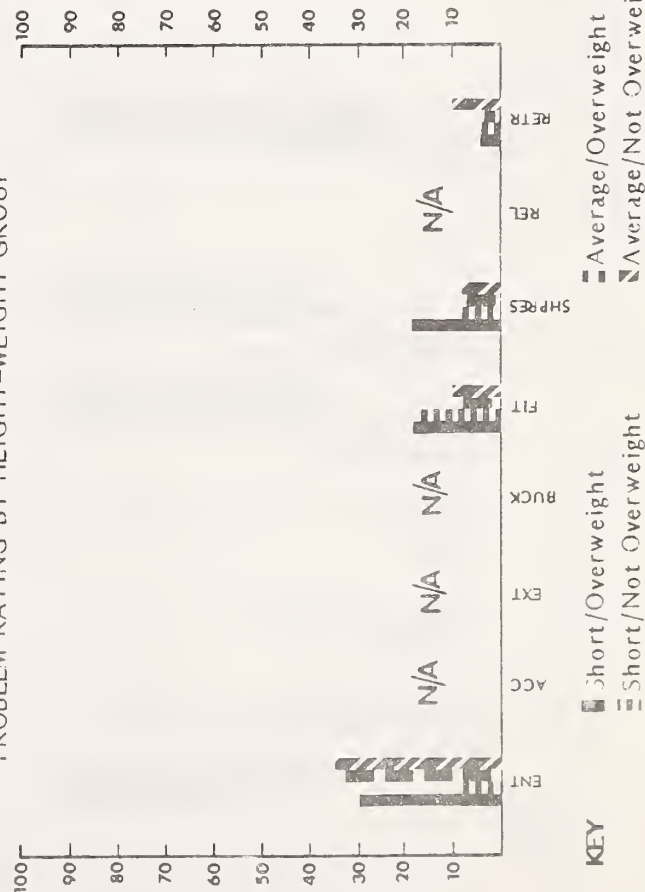 PROBLEM RATING BY HEIGHT-WEIGHT GROUP
100 100
90 90
80 80
70 70
60 60
50 50
40 40
30 30
20 20
10 10
N/A N/A N/A N/A
ENT ACC EXT BUCK FIT SHPRES REL RETR
KEY
Short/Overweight
Short/Not Overweight
Average/Overweight
Average/Not